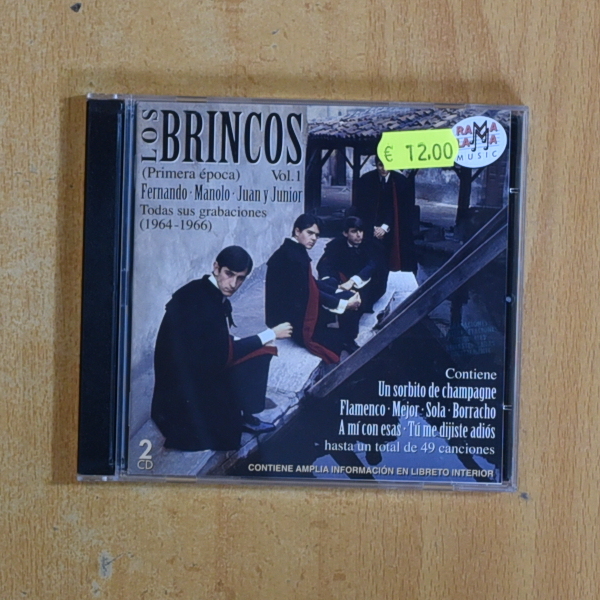 LOS BRINCOS
(Primera época) Vol.1
Fernando · Manolo · Juan y Junior
Todas sus grabaciones
(1964-1966)
€ 12.00
RAMA
LAMA
MUSIC
Contiene
Un sorbito de champagne
Flamenco · Mejor · Sola · Borracho
A mí con esas · Tú me dijiste adiós
hasta un total de 49 canciones
2
CD
CONTIENE AMPLIA INFORMACIÓN EN LIBRETO INTERIOR